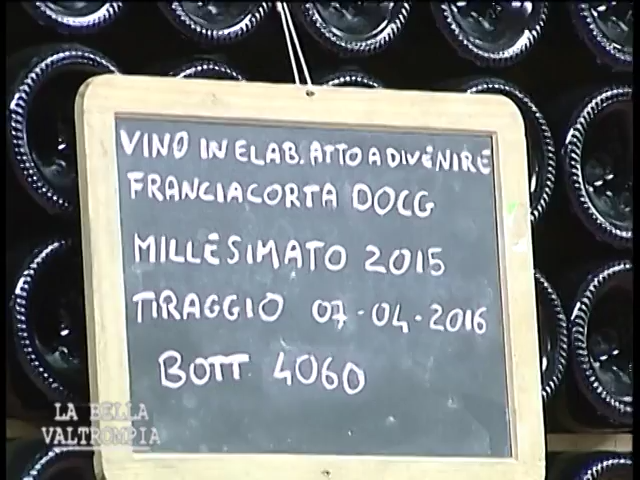 VINO IN ELAB. ATTO A DIVENIRE
FRANCIACORTA DOCG
MILLESIMATO 2015
TIRAGGIO 07-04-2016
BOTT 4060
LA BELLA
VALTROMPIA